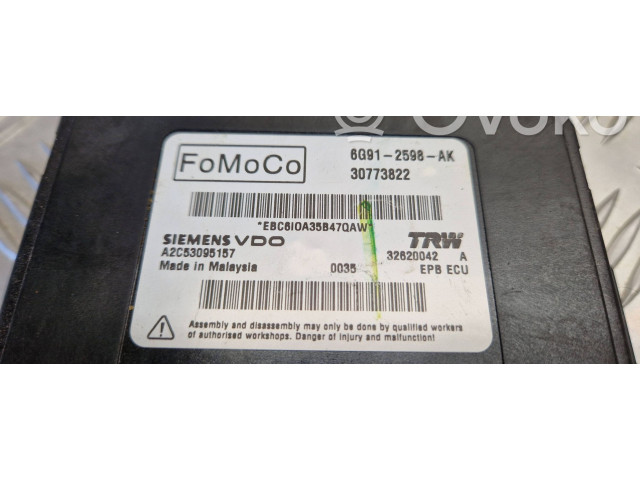 Ovoko
FoMoCo
6G91-2598-AK
30773822
*EBC6I0A35B47QAW*
SIEMENS VDO
TRW
A2C53095157
32620042 A
Made in Malaysia
0035
EPB ECU
Assembly and disassembly may only be done by qualified workers
of authorised workshops. Danger of injury and malfunction!